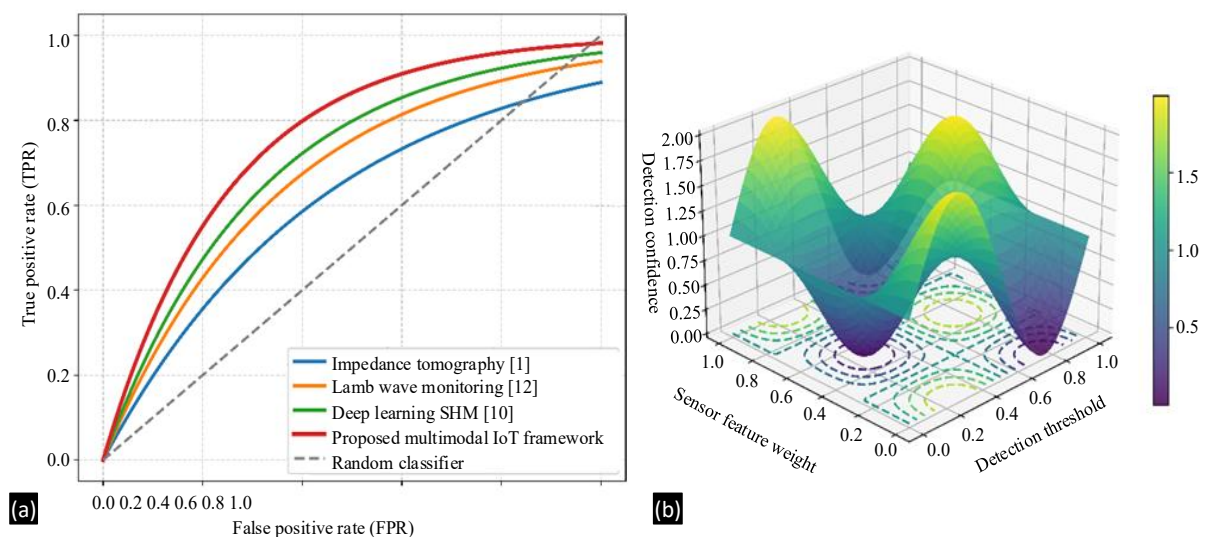 1.0
0.8
0.6
0.4
0.2
0.0
True positive rate (TPR)
Impedance tomography [1]
Lamb wave monitoring [12]
Deep learning SHM [10]
Proposed multimodal IoT framework
Random classifier
0.0 0.2 0.4 0.6 0.8 1.0
False positive rate (FPR)
(a)
2.00
1.75
1.50
1.25
1.00
0.75
0.50
0.25
0.00
Detection confidence
1.0
0.8
0.6
0.4
0.2
0.0
Sensor feature weight
0.0
0.2
0.4
0.6
0.8
1.0
Detection threshold
1.5
1.0
0.5
(b)